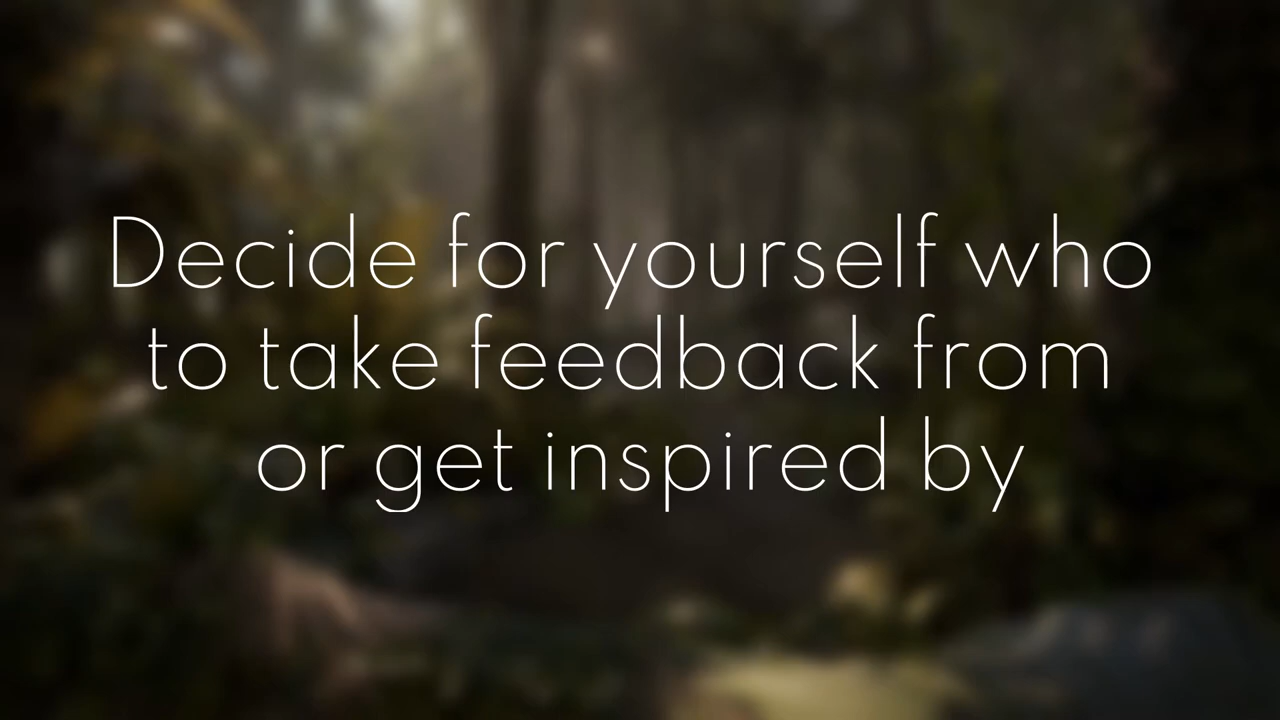 Decide for yourself who
to take feedback from
or get inspired by